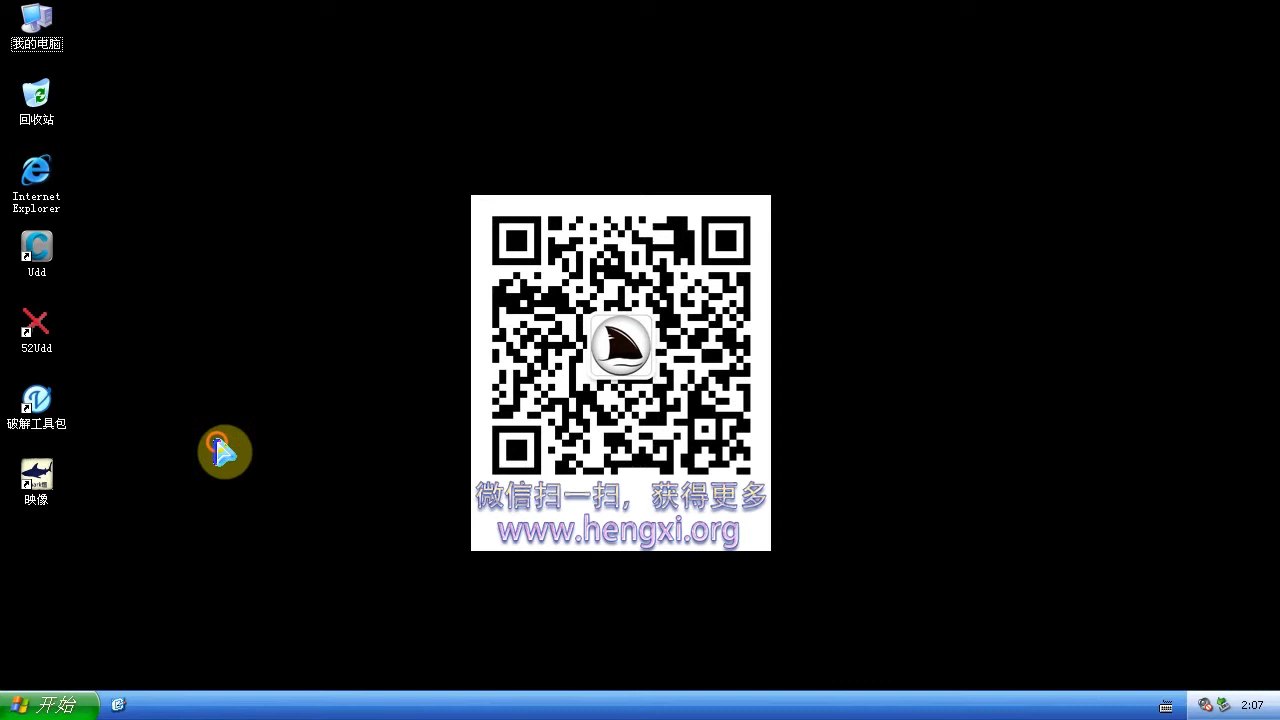 我的电脑
回收站
Internet
Explorer
Udd
52Udd
破解工具包
映像
微信扫一扫，获得更多
www.hengxi.org
开始
2:07